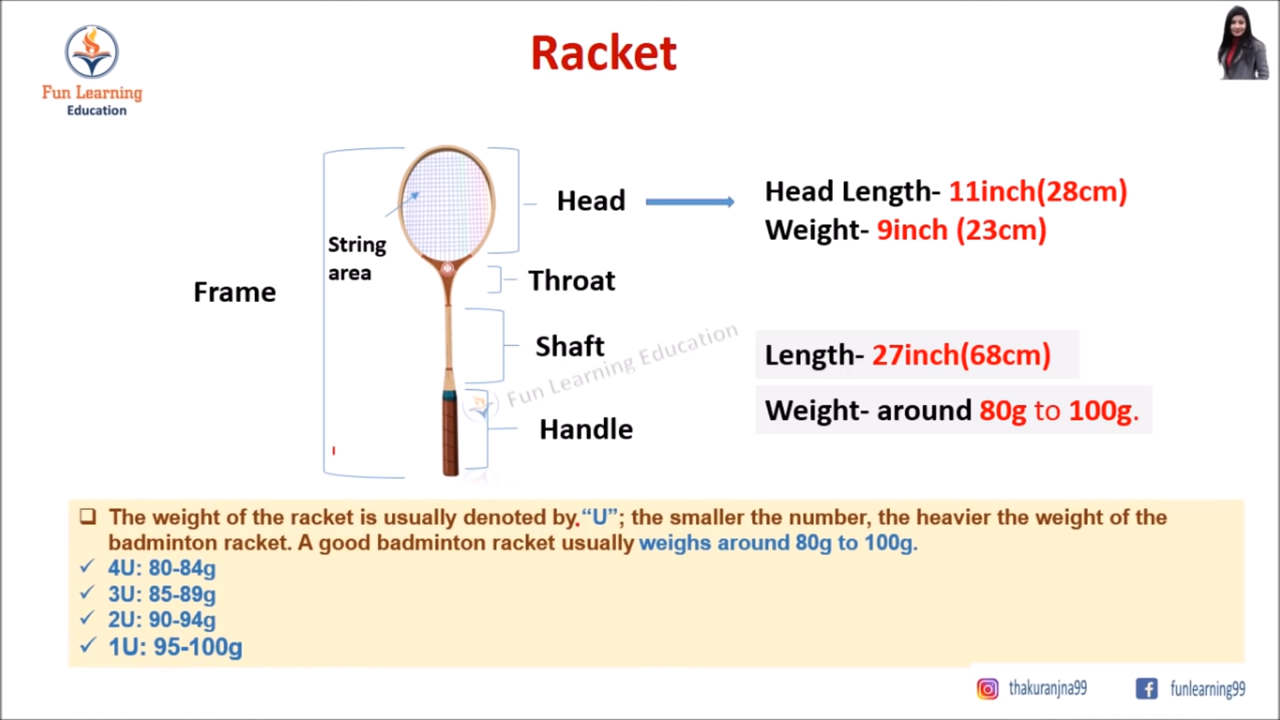 Fun Learning
Education
Racket
Head
Head Length- 11inch(28cm)
Weight- 9inch (23cm)
String
area
Throat
Frame
Shaft
Fun Learning Education
Length- 27inch(68cm)
Weight- around 80g to 100g.
Handle
❑ The weight of the racket is usually denoted by “U”; the smaller the number, the heavier the weight of the
badminton racket. A good badminton racket usually weighs around 80g to 100g.
✓ 4U: 80-84g
✓ 3U: 85-89g
✓ 2U: 90-94g
✓ 1U: 95-100g
thakuranjna99
funlearning99